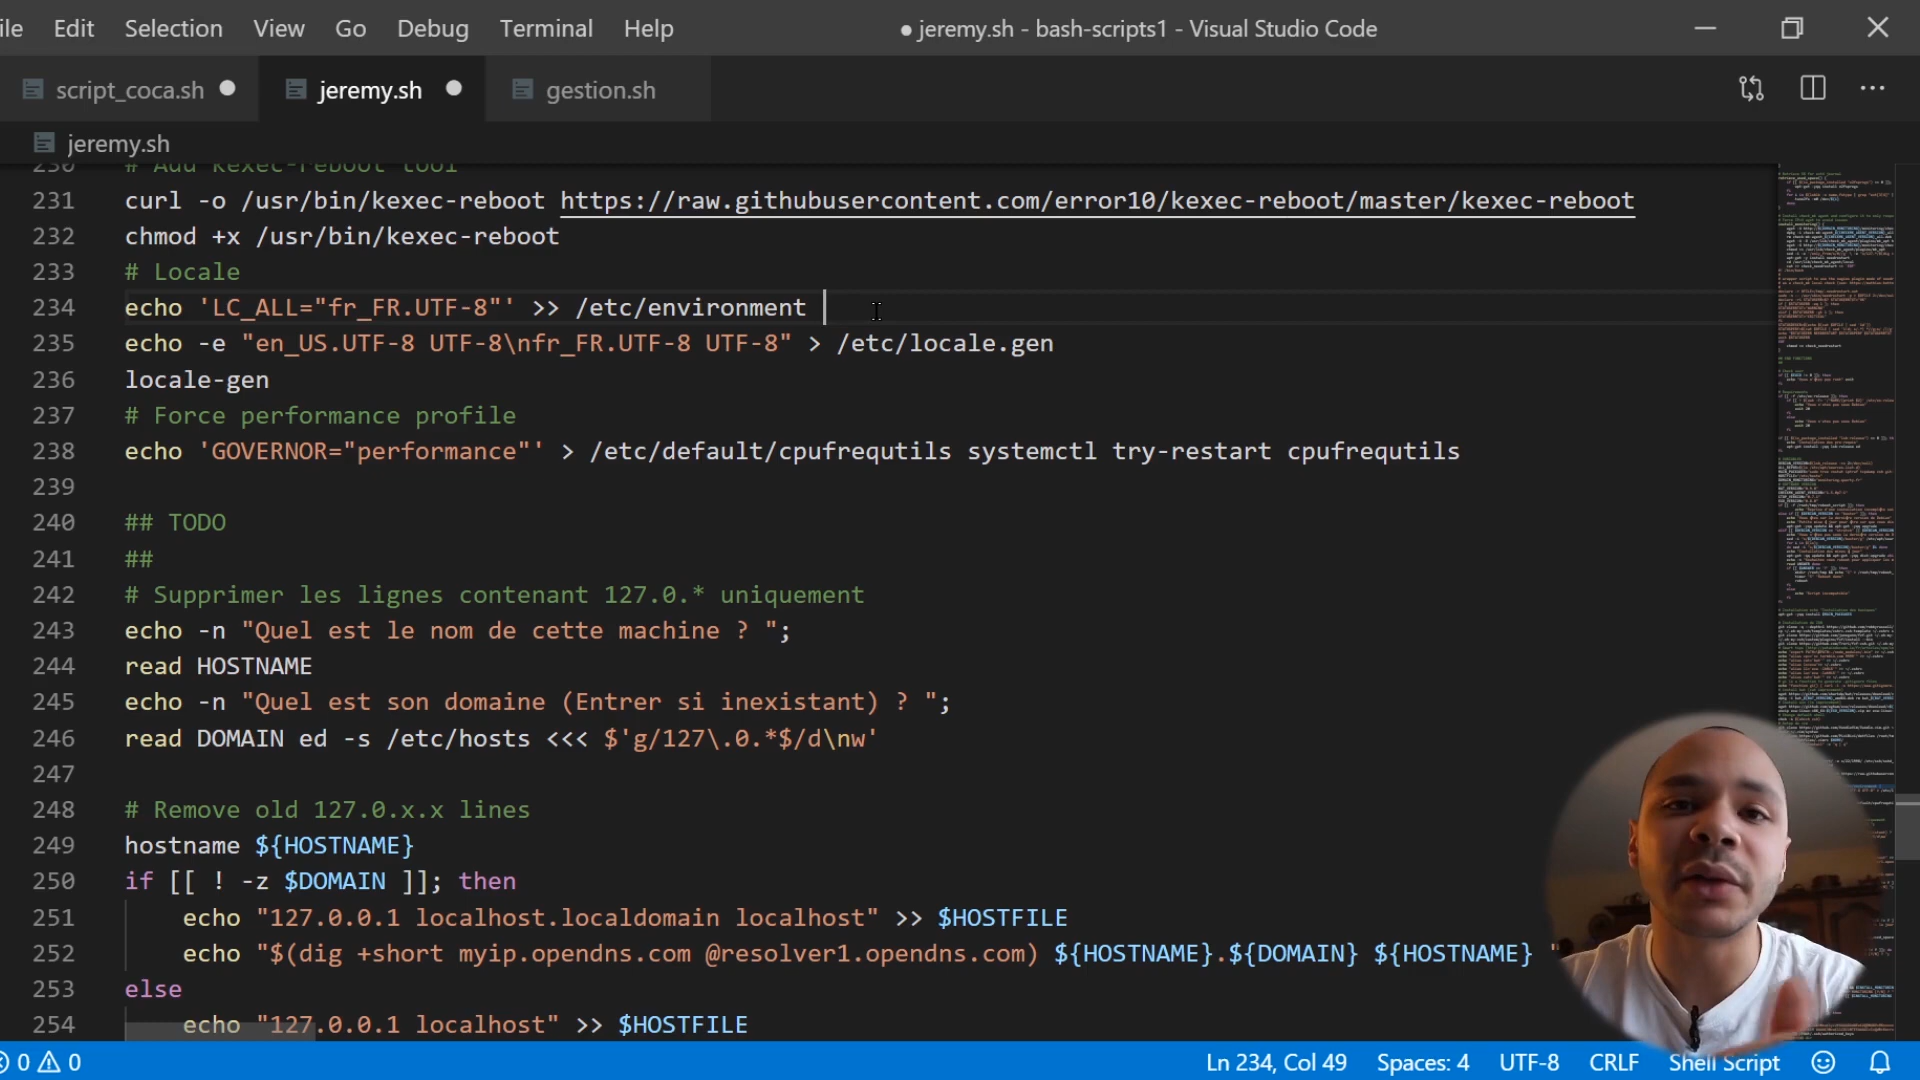 ile Edit Selection View Go Debug Terminal Help
● jeremy.sh - bash-scripts1 - Visual Studio Code
script_coca.sh ● jeremy.sh ● gestion.sh
jeremy.sh
230 # Add kexec-reboot tool
231 curl -o /usr/bin/kexec-reboot https://raw.githubusercontent.com/error10/kexec-reboot/master/kexec-reboot
232 chmod +x /usr/bin/kexec-reboot
233 # Locale
234 echo 'LC_ALL="fr_FR.UTF-8"' >> /etc/environment
235 echo -e "en_US.UTF-8 UTF-8\nfr_FR.UTF-8 UTF-8" > /etc/locale.gen
236 locale-gen
237 # Force performance profile
238 echo 'GOVERNOR="performance"' > /etc/default/cpufrequtils systemctl try-restart cpufrequtils
239
240 ## TODO
241 ##
242 # Supprimer les lignes contenant 127.0.* uniquement
243 echo -n "Quel est le nom de cette machine ? ";
244 read HOSTNAME
245 echo -n "Quel est son domaine (Entrer si inexistant) ? ";
246 read DOMAIN ed -s /etc/hosts <<< $'g/127\.0.*$/d\nw'
247
248 # Remove old 127.0.x.x lines
249 hostname ${HOSTNAME}
250 if [[ ! -z $DOMAIN ]]; then
251 echo "127.0.0.1 localhost.localdomain localhost" >> $HOSTFILE
252 echo "$(dig +short myip.opendns.com @resolver1.opendns.com) ${HOSTNAME}.${DOMAIN} ${HOSTNAME} "
253 else
254 echo "127.0.0.1 localhost" >> $HOSTFILE
0 0 Ln 234, Col 49 Spaces: 4 UTF-8 CRLF Shell Script